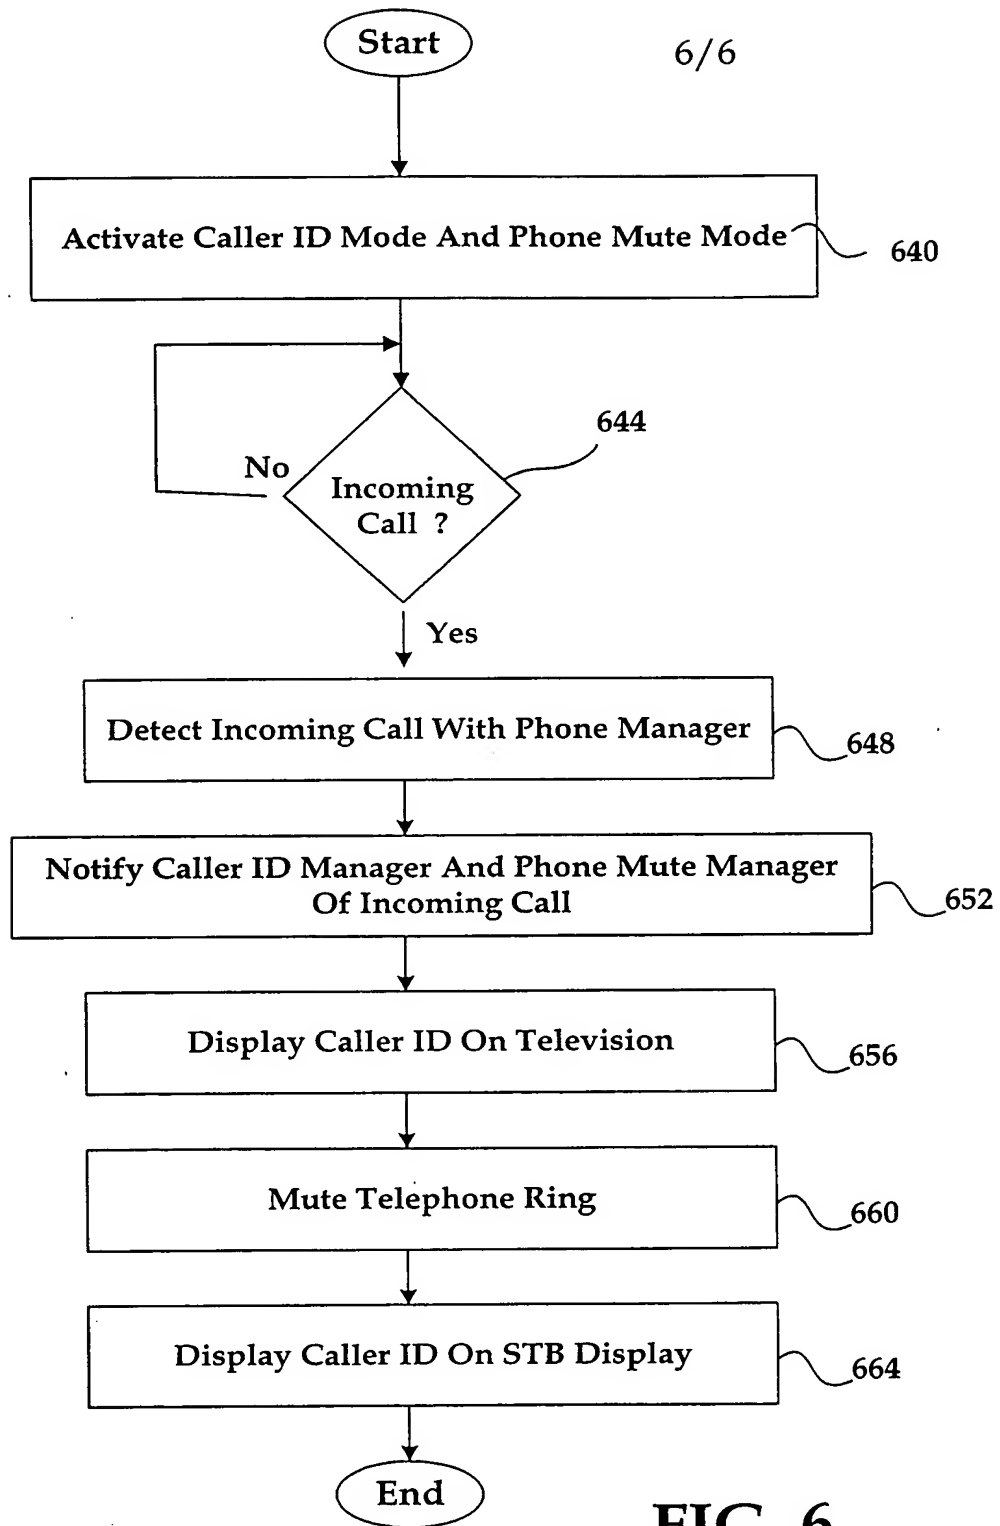 Start
6/6
Activate Caller ID Mode And Phone Mute Mode
640
644
No
Incoming
Call ?
Yes
Detect Incoming Call With Phone Manager
648
Notify Caller ID Manager And Phone Mute Manager
Of Incoming Call
652
Display Caller ID On Television
656
Mute Telephone Ring
660
Display Caller ID On STB Display
664
End
FIG. 6